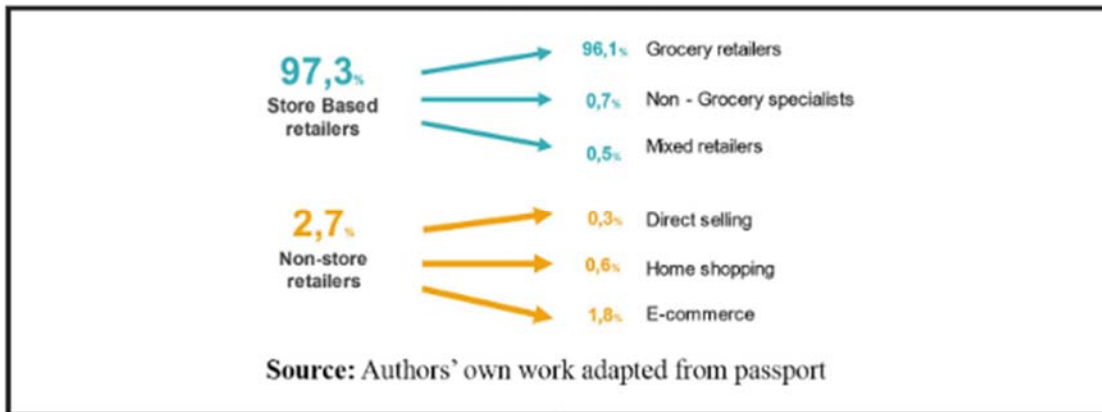 97,3%
Store Based
retailers
96,1% Grocery retailers
0,7% Non - Grocery specialists
0,5% Mixed retailers
2,7%
Non-store
retailers
0,3% Direct selling
0,6% Home shopping
1,8% E-commerce
Source: Authors' own work adapted from passport